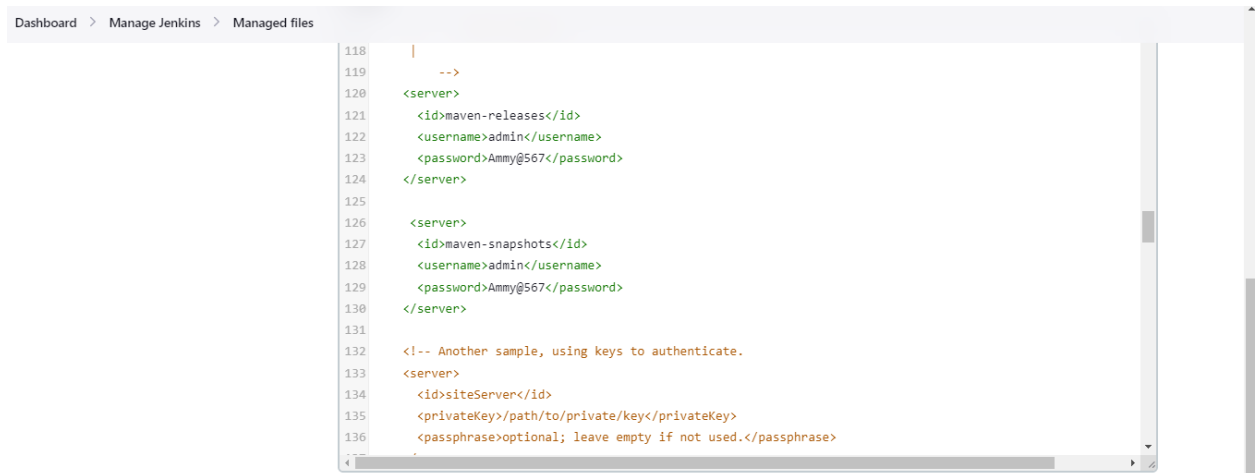 Dashboard > Manage Jenkins > Managed files
118 |
119 -->
120 <server>
121 <id>maven-releases</id>
122 <username>admin</username>
123 <password>Ammy@567</password>
124 </server>
125
126 <server>
127 <id>maven-snapshots</id>
128 <username>admin</username>
129 <password>Ammy@567</password>
130 </server>
131
132 <!-- Another sample, using keys to authenticate.
133 <server>
134 <id>siteServer</id>
135 <privateKey>/path/to/private/key</privateKey>
136 <passphrase>optional; leave empty if not used.</passphrase>